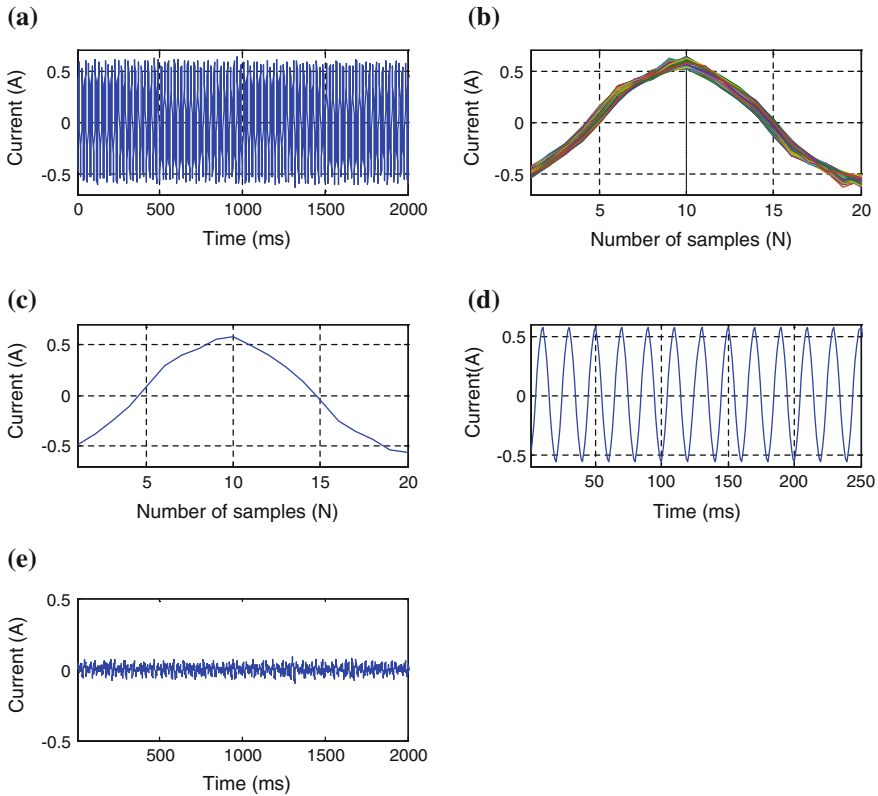 (a)
Current (A)
0.5
0
-0.5
0 500 1000 1500 2000
Time (ms)
(b)
Current (A)
0.5
0
-0.5
5 10 15 20
Number of samples (N)
(c)
Current (A)
0.5
0
-0.5
5 10 15 20
Number of samples (N)
(d)
Current(A)
0.5
0
-0.5
50 100 150 200 250
Time (ms)
(e)
Current (A)
0.5
0
-0.5
500 1000 1500 2000
Time (ms)